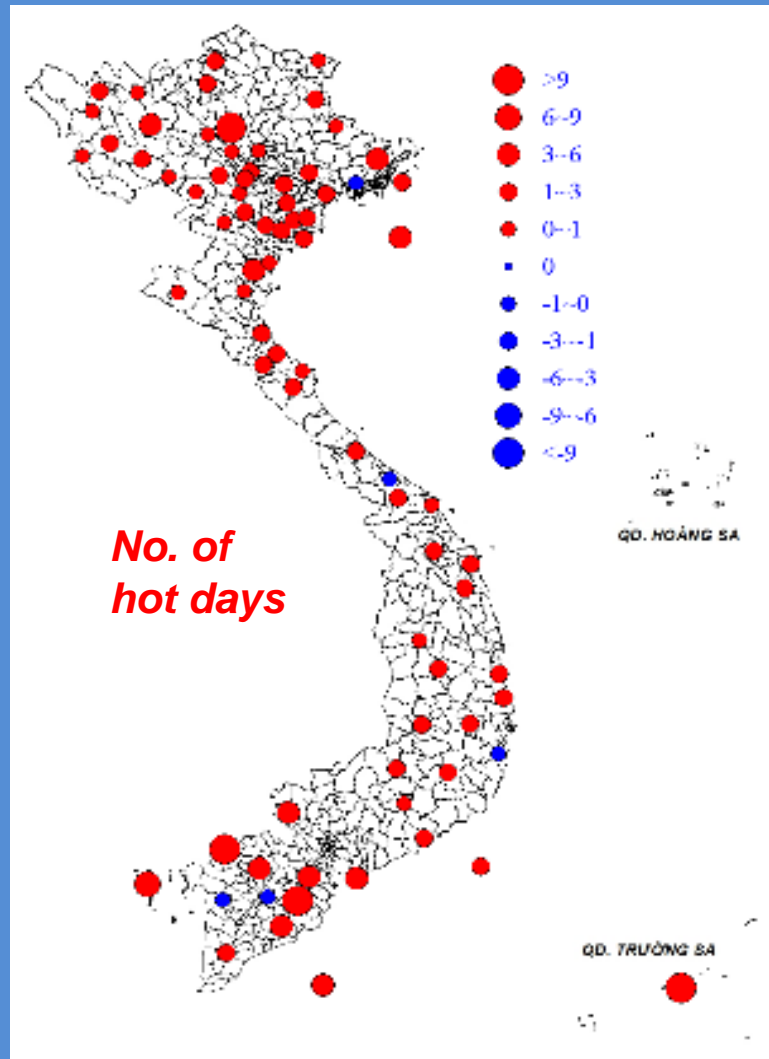 >9
6--9
3--6
1--3
0--1
0
-1--0
-3---1
-6---3
-9---6
<-9
QĐ. HOÀNG SA
No. of
hot days
QĐ. TRƯỜNG SA